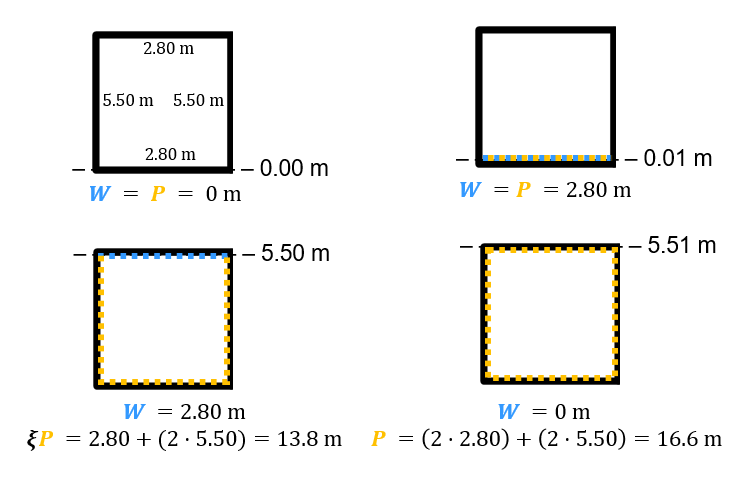 2.80 m
5.50 m 5.50 m
2.80 m
0.00 m
W = P = 0 m
0.01 m
W = P = 2.80 m
5.50 m
W = 2.80 m
ξP = 2.80 + (2 · 5.50) = 13.8 m
5.51 m
W = 0 m
P = (2 · 2.80) + (2 · 5.50) = 16.6 m